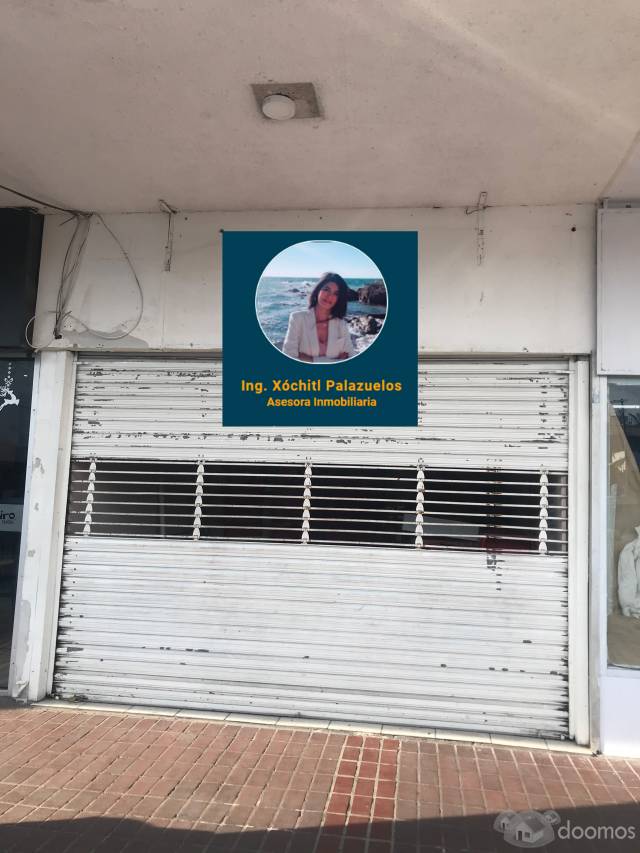 Ing. Xóchitl Palazuelos
Asesora Inmobiliaria
doomos